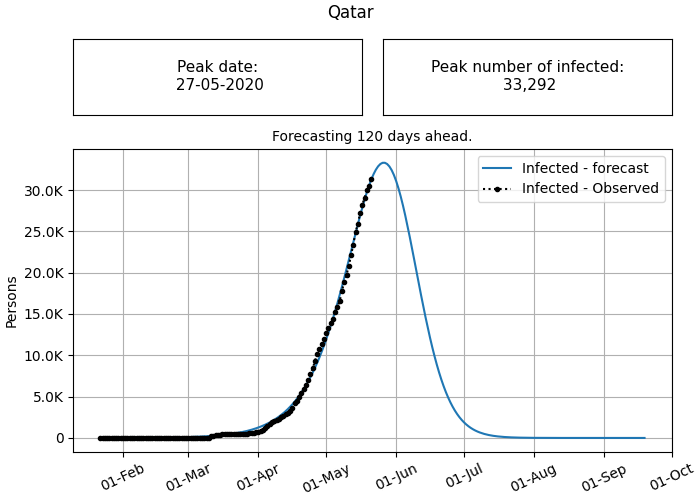 Qatar
Peak date:
27-05-2020
Peak number of infected:
33,292
Forecasting 120 days ahead.
Infected - forecast
Infected - Observed
Persons
30.0K
25.0K
20.0K
15.0K
10.0K
5.0K
0
01-Feb
01-Mar
01-Apr
01-May
01-Jun
01-Jul
01-Aug
01-Sep
01-Oct